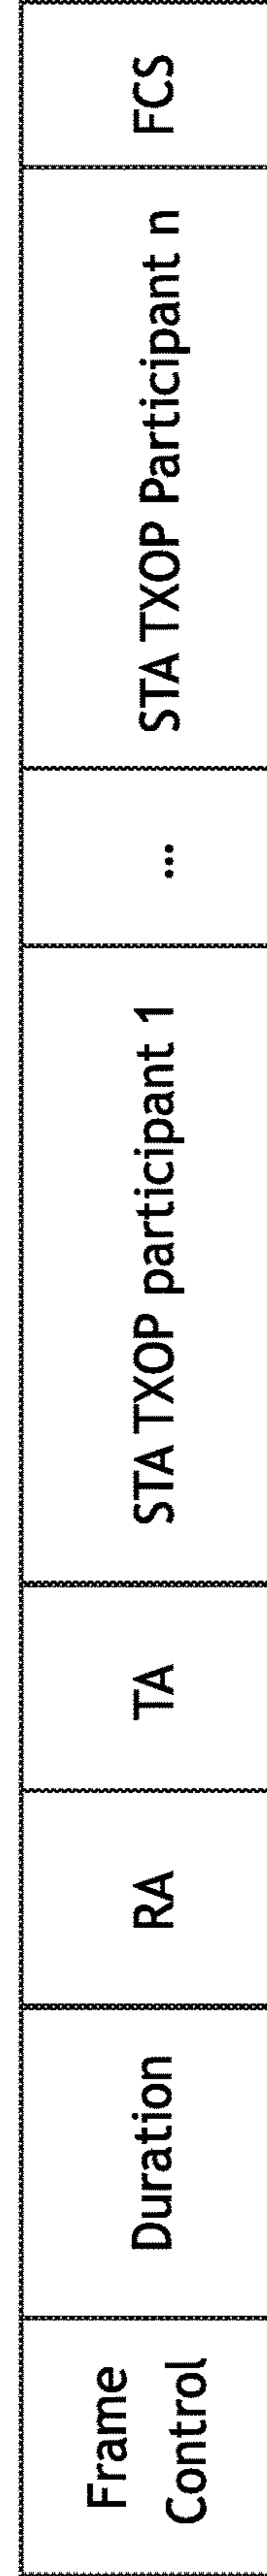 Frame
Control
Duration
RA
TA
STA TXOP participant 1
...
STA TXOP Participant n
FCS